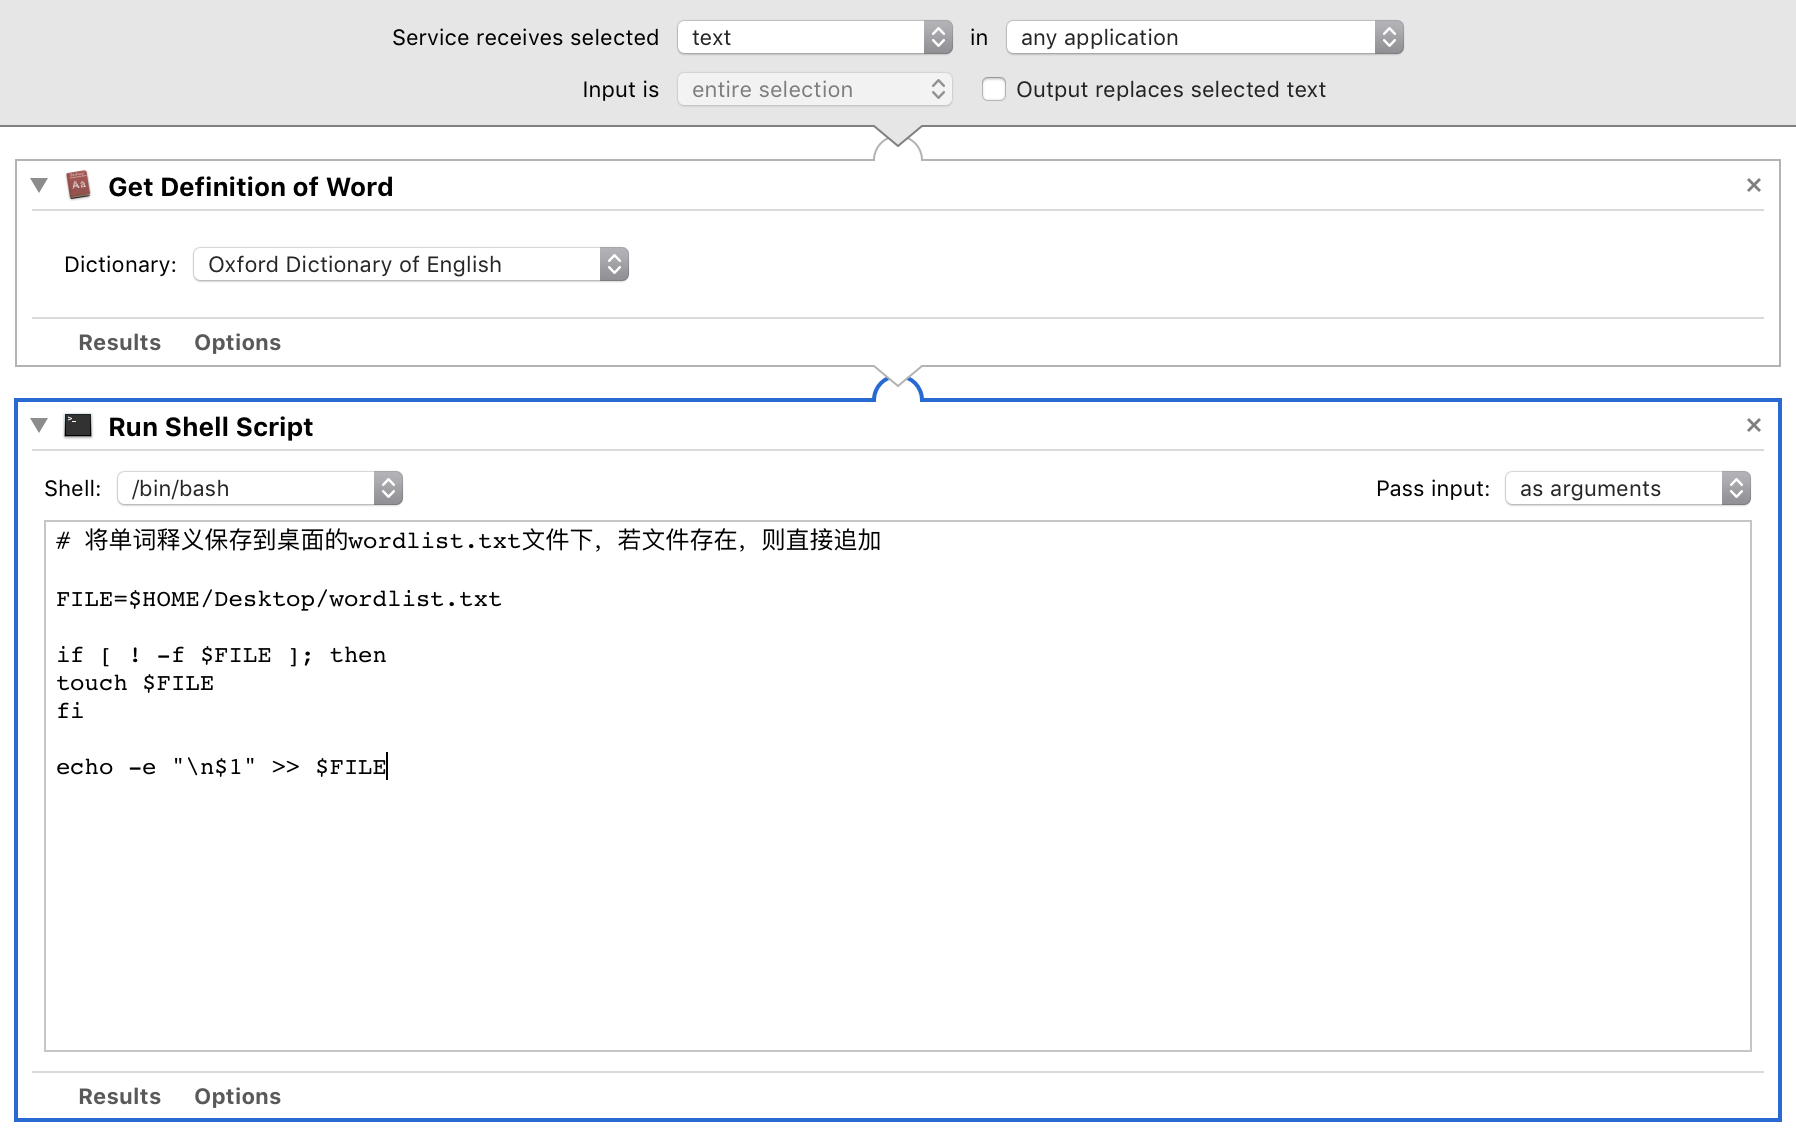 Service receives selected text in any application
Input is entire selection Output replaces selected text
Aa
Get Definition of Word
Dictionary: Oxford Dictionary of English
Results Options
Run Shell Script
Shell: /bin/bash Pass input: as arguments
# 将单词释义保存到桌面的wordlist.txt文件下，若文件存在，则直接追加
FILE=$HOME/Desktop/wordlist.txt
if [ ! -f $FILE ]; then
touch $FILE
fi
echo -e "\n$1" >> $FILE
Results Options